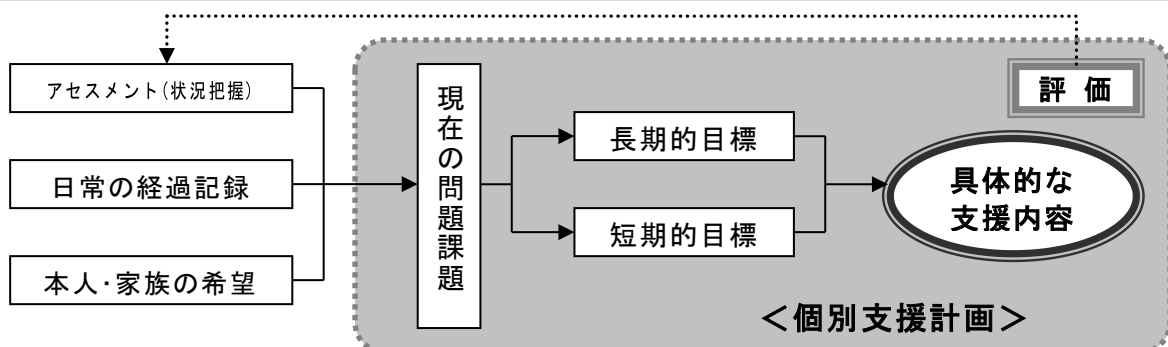 アセスメント(状況把握)
日常の経過記録
本人･家族の希望
現在の問題課題
長期的目標
短期的目標
評 価
具体的な
支援内容
＜個別支援計画＞